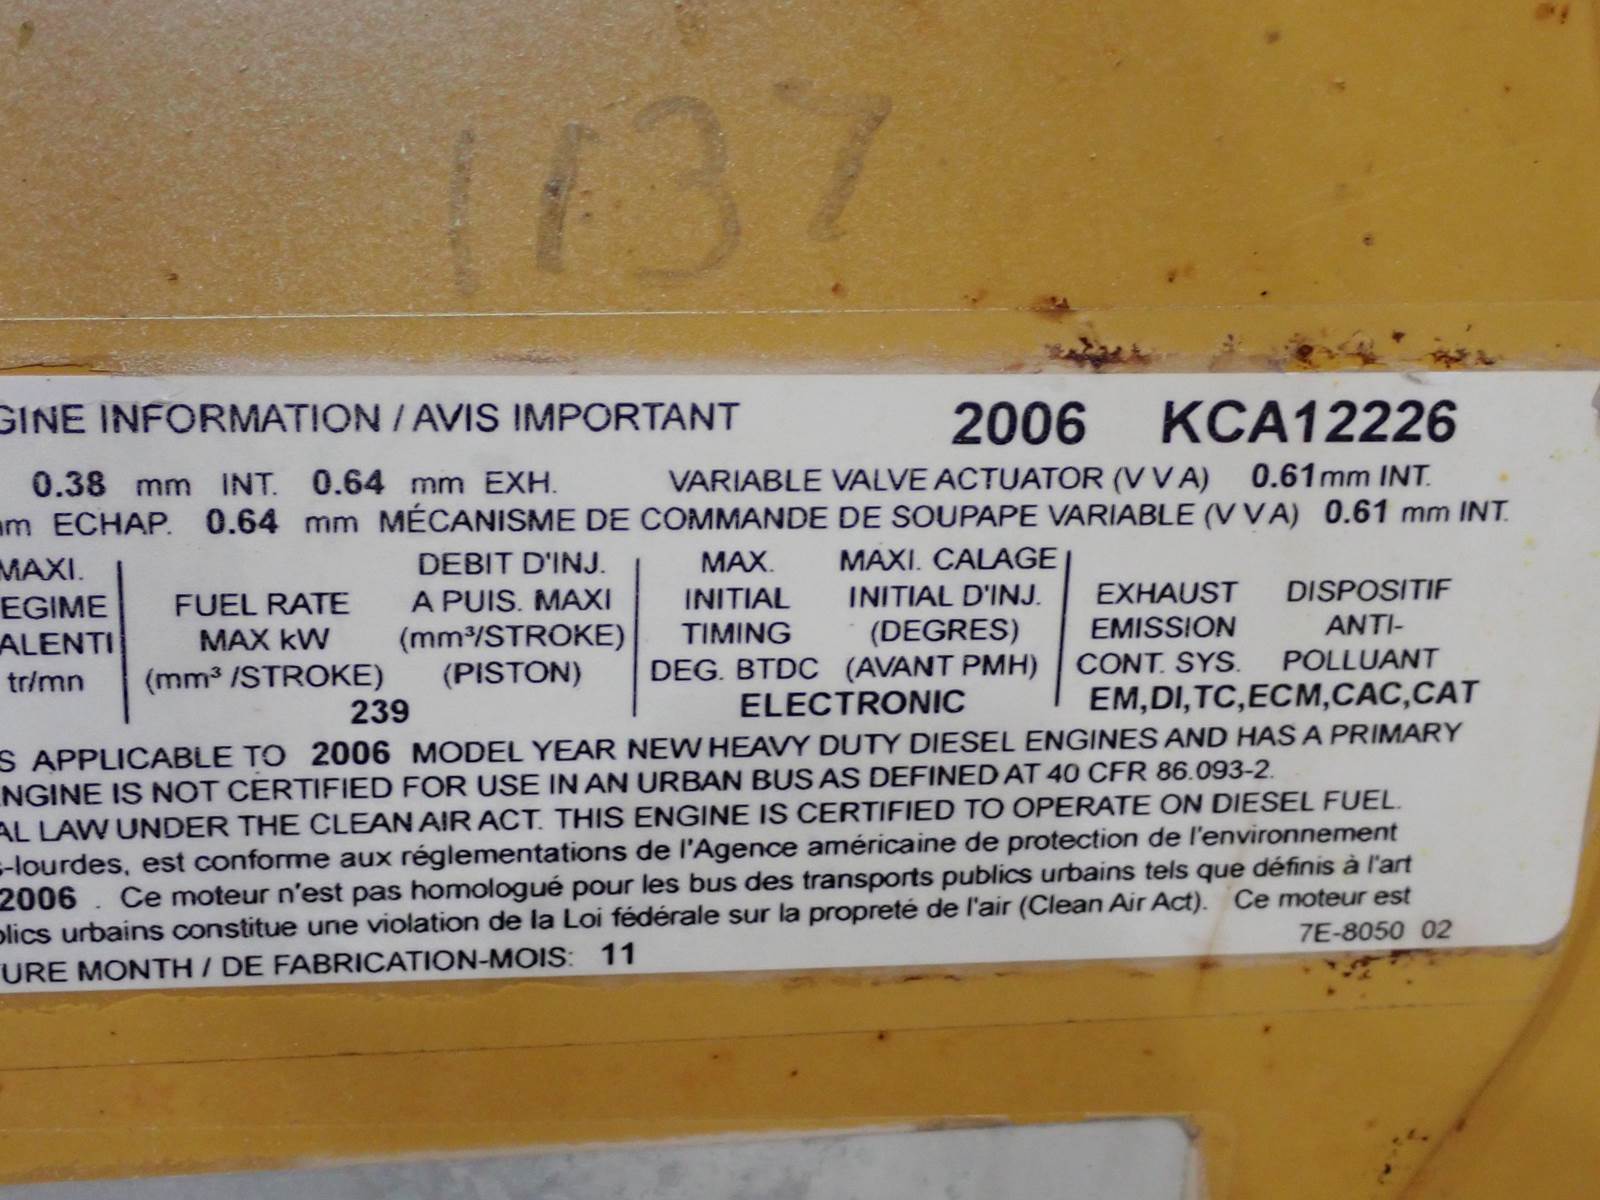 1137
GINE INFORMATION / AVIS IMPORTANT 2006 KCA12226
0.38 mm INT. 0.64 mm EXH. VARIABLE VALVE ACTUATOR (V V A) 0.61mm INT.
mm ECHAP. 0.64 mm MÉCANISME DE COMMANDE DE SOUPAPE VARIABLE (V V A) 0.61 mm INT.
MAXI. DEBIT D'INJ. MAX. MAXI. CALAGE
EGIME FUEL RATE A PUIS. MAXI INITIAL INITIAL D'INJ. EXHAUST DISPOSITIF
ALENTI MAX kW (mm³/STROKE) TIMING (DEGRES) EMISSION ANTI-
tr/mn (mm³ /STROKE) (PISTON) DEG. BTDC (AVANT PMH) CONT. SYS. POLLUANT
239 ELECTRONIC EM,DI,TC,ECM,CAC,CAT
S APPLICABLE TO 2006 MODEL YEAR NEW HEAVY DUTY DIESEL ENGINES AND HAS A PRIMARY
NGINE IS NOT CERTIFIED FOR USE IN AN URBAN BUS AS DEFINED AT 40 CFR 86.093-2.
AL LAW UNDER THE CLEAN AIR ACT. THIS ENGINE IS CERTIFIED TO OPERATE ON DIESEL FUEL.
s-lourdes, est conforme aux réglementations de l'Agence américaine de protection de l'environnement
2006 . Ce moteur n'est pas homologué pour les bus des transports publics urbains tels que définis à l'art
blics urbains constitue une violation de la Loi fédérale sur la propreté de l'air (Clean Air Act). Ce moteur est
7E-8050 02
URE MONTH / DE FABRICATION-MOIS: 11